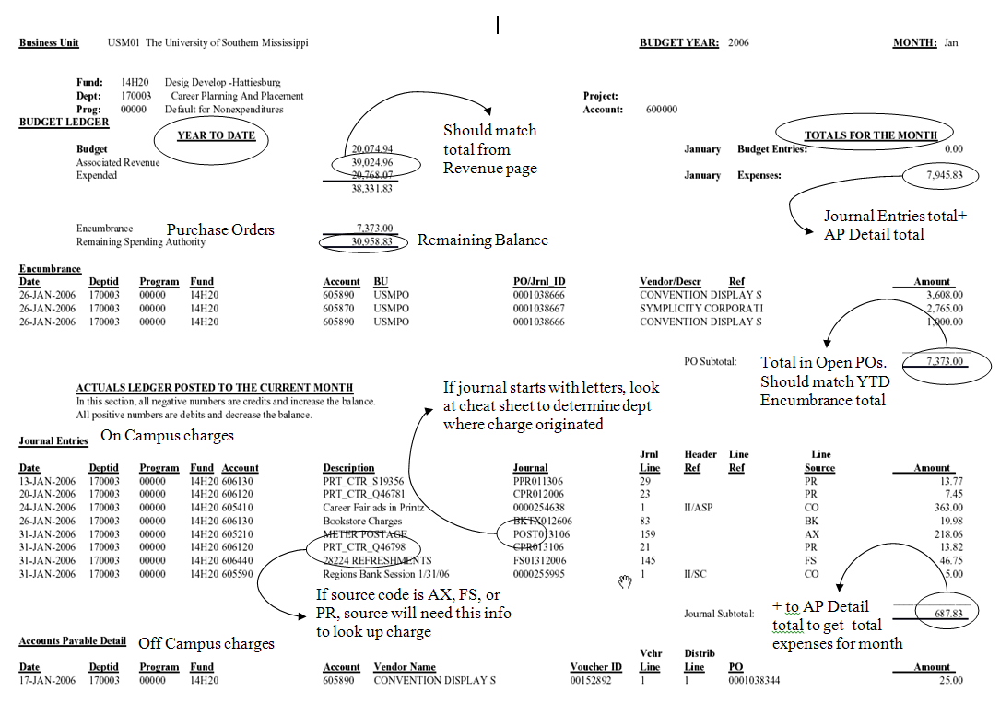 Business Unit USM01 The University of Southern Mississippi BUDGET YEAR: 2006 MONTH: Jan
Fund: 14H20 Desig Develop -Hattiesburg
Dept: 170003 Career Planning And Placement Project:
Prog: 00000 Default for Nonexpenditures Account: 600000
BUDGET LEDGER
YEAR TO DATE
TOTALS FOR THE MONTH
Budget 20,074.94
Associated Revenue 39,024.96
Expended 20,768.07
38,331.83
Should match
total from
Revenue page
January Budget Entries: 0.00
January Expenses: 7,945.83
Journal Entries total+
AP Detail total
Encumbrance Purchase Orders 7,373.00
Remaining Spending Authority 30,958.83 Remaining Balance
Encumbrance
Date Deptid Program Fund Account BU PO/Jrnl_ID Vendor/Descr Ref Amount
26-JAN-2006 170003 00000 14H20 605890 USMPO 0001038666 CONVENTION DISPLAY S 3,608.00
26-JAN-2006 170003 00000 14H20 605870 USMPO 0001038667 SYMPLICITY CORPORATI 2,765.00
26-JAN-2006 170003 00000 14H20 605890 USMPO 0001038666 CONVENTION DISPLAY S 1,000.00
PO Subtotal: 7,373.00
Total in Open POs.
Should match YTD
Encumbrance total
ACTUALS LEDGER POSTED TO THE CURRENT MONTH
In this section, all negative numbers are credits and increase the balance.
All positive numbers are debits and decrease the balance.
If journal starts with letters, look
at cheat sheet to determine dept
where charge originated
Journal Entries On Campus charges
Jrnl Header Line Line
Date Deptid Program Fund Account Description Journal Line Ref Ref Source Amount
13-JAN-2006 170003 00000 14H20 606130 PRT_CTR_S19356 PPR011306 29 PR 13.77
20-JAN-2006 170003 00000 14H20 606120 PRT_CTR_Q46781 CPR012006 23 PR 7.45
24-JAN-2006 170003 00000 14H20 605410 Career Fair ads in Printz 0000254638 1 II/ASP CO 363.00
26-JAN-2006 170003 00000 14H20 606130 Bookstore Charges BKTX012606 83 BK 19.98
31-JAN-2006 170003 00000 14H20 605210 METER POSTAGE POST013106 159 AX 218.06
31-JAN-2006 170003 00000 14H20 606120 PRT_CTR_Q46798 CPR013106 21 PR 13.82
31-JAN-2006 170003 00000 14H20 606440 28224 REFRESHMENTS FS01312006 145 FS 46.75
31-JAN-2006 170003 00000 14H20 605590 Regions Bank Session 1/31/06 0000255995 1 II/SC CO 5.00
If source code is AX, FS, or
PR, source will need this info
to look up charge
Journal Subtotal: 687.83
+ to AP Detail
total to get total
expenses for month
Accounts Payable Detail Off Campus charges
Vchr Distrib
Date Deptid Program Fund Account Vendor Name Voucher ID Line Line PO Amount
17-JAN-2006 170003 00000 14H20 605890 CONVENTION DISPLAY S 00152892 1 1 0001038344 25.00